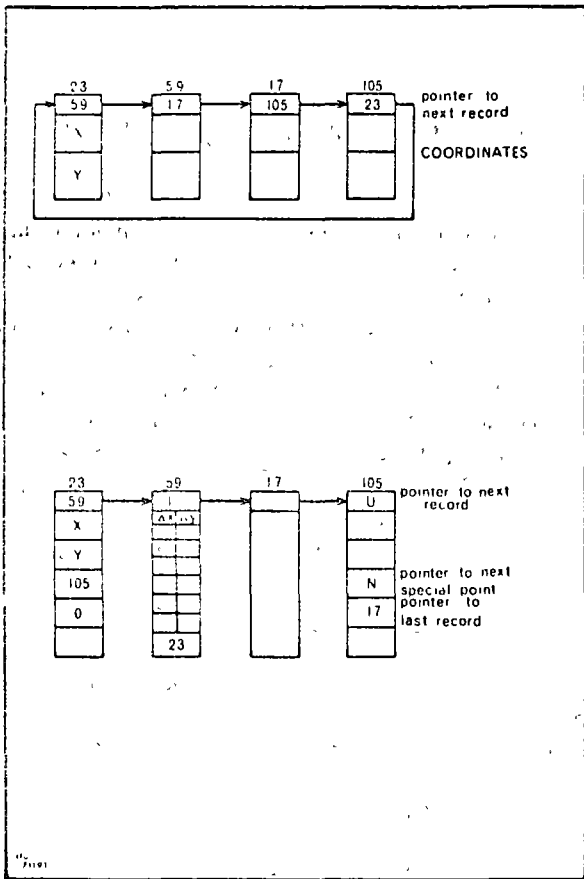 23 59 17 105
59 17 105 23 pointer to
next record
X
COORDINATES
Y
23 59 17 105
59 U pointer to next
record
X
Y
105 N pointer to next
special point
0 17 pointer to
last record
23